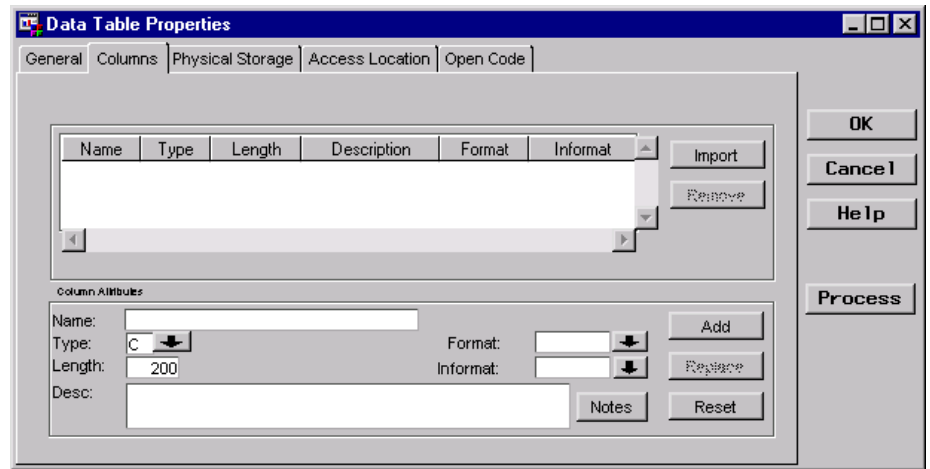 Data Table Properties
General Columns Physical Storage Access Location Open Code
OK
Cancel
Help
Process
Name Type Length Description Format Informat
Import
Remove
Column Attributes
Name:
Type: C
Length: 200
Format:
Informat:
Desc:
Notes
Add
Replace
Reset